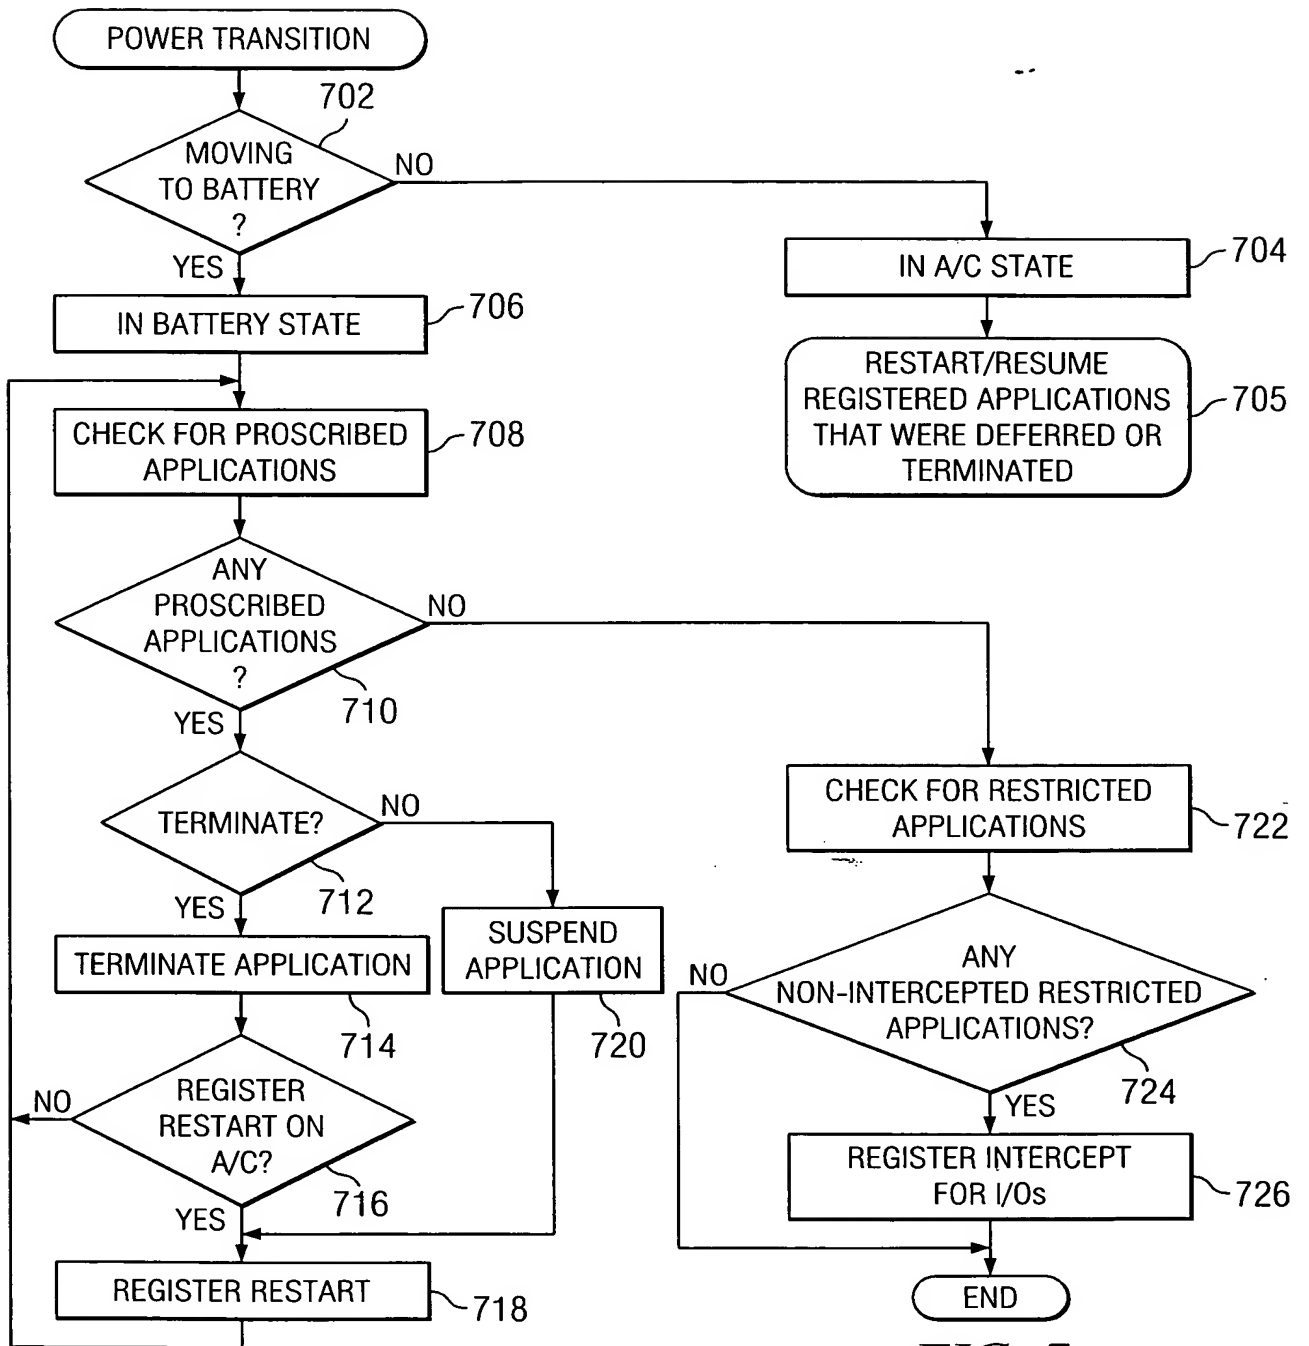 POWER TRANSITION
702
MOVING
TO BATTERY
?
NO
YES
IN A/C STATE
704
IN BATTERY STATE
706
RESTART/RESUME
REGISTERED APPLICATIONS
THAT WERE DEFERRED OR
TERMINATED
705
CHECK FOR PROSCRIBED
APPLICATIONS
708
ANY
PROSCRIBED
APPLICATIONS
?
NO
710
YES
TERMINATE?
NO
712
YES
CHECK FOR RESTRICTED
APPLICATIONS
722
TERMINATE APPLICATION
714
SUSPEND
APPLICATION
720
ANY
NON-INTERCEPTED RESTRICTED
APPLICATIONS?
NO
724
YES
REGISTER
RESTART ON
A/C?
NO
716
YES
REGISTER INTERCEPT
FOR I/Os
726
REGISTER RESTART
718
END